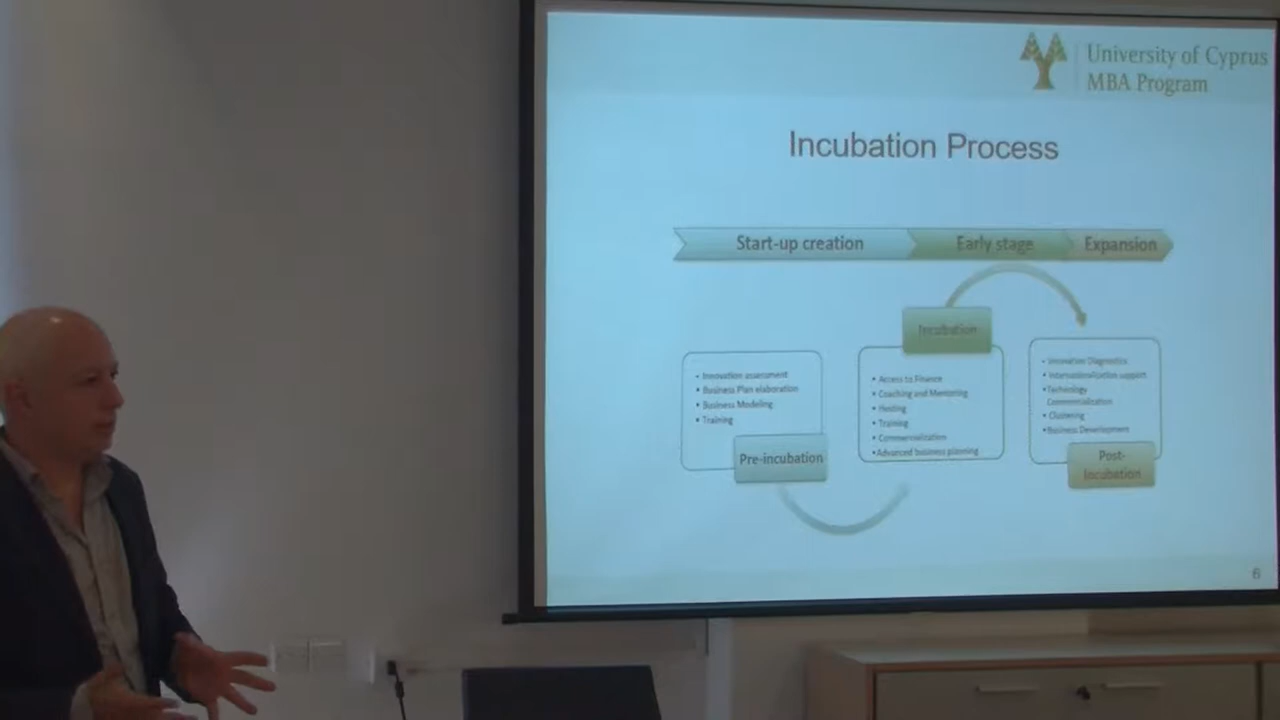 University of Cyprus
MBA Program
Incubation Process
Start-up creation
Early stage
Expansion
• Innovation assessment
• Business Plan elaboration
• Business Modeling
• Training
Pre-incubation
Incubation
• Access to Finance
• Coaching and Mentoring
• Hosting
• Training
• Commercialization
• Advanced business planning
• Innovation Diagnostics
• Internationalization support
• Technology
Commercialization
• Clustering
• Business Development
Post-
Incubation
6